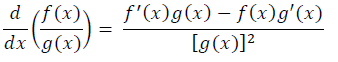 d/dx (f(x)/g(x)) = f′(x)g(x) − f(x)g′(x) / [g(x)]²